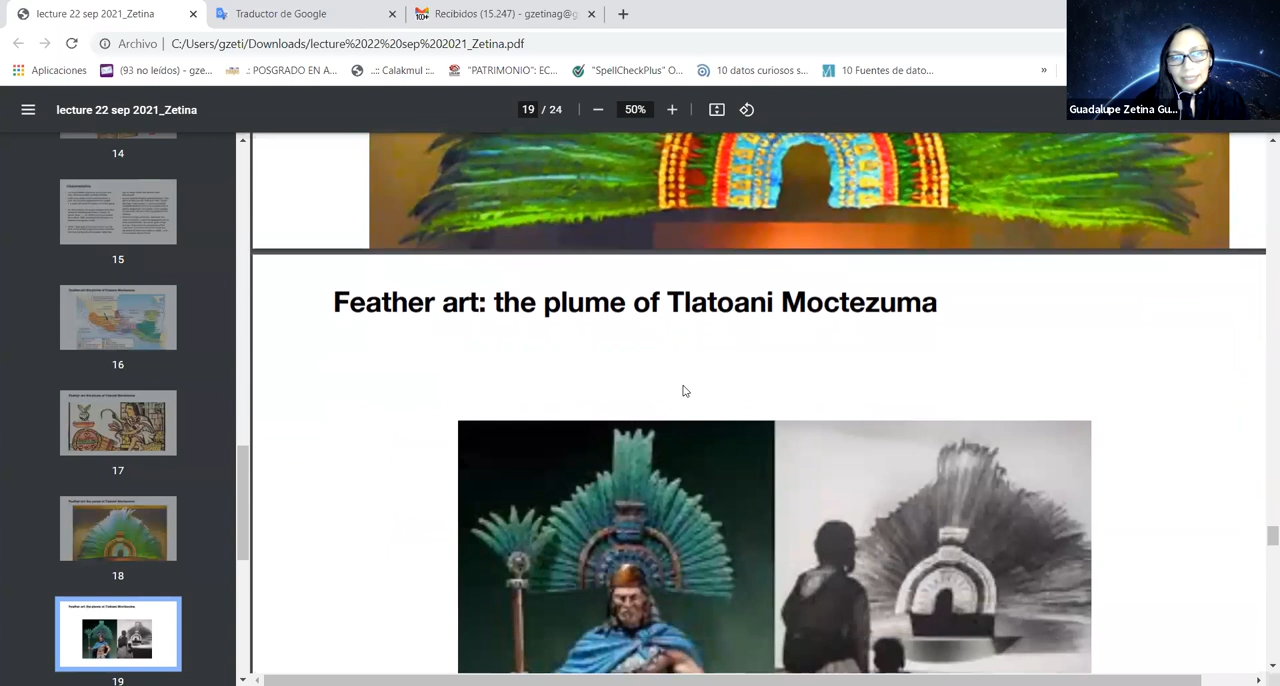 lecture 22 sep 2021_Zetina
Traductor de Google
Recibidos (15.247) - gzetinag@g
Archivo
C:/Users/gzeti/Downloads/lecture%2022%20sep%202021_Zetina.pdf
Aplicaciones
(93 no leídos) - gze...
.: POSGRADO EN A...
..:: Calakmul ::..
"PATRIMONIO": EC...
"SpellCheckPlus" O...
10 datos curiosos s...
10 Fuentes de dato...
»
Guadalupe Zetina Gu...
lecture 22 sep 2021_Zetina
19 / 24
50%
14
15
16
17
18
19
Feather art: the plume of Tlatoani Moctezuma